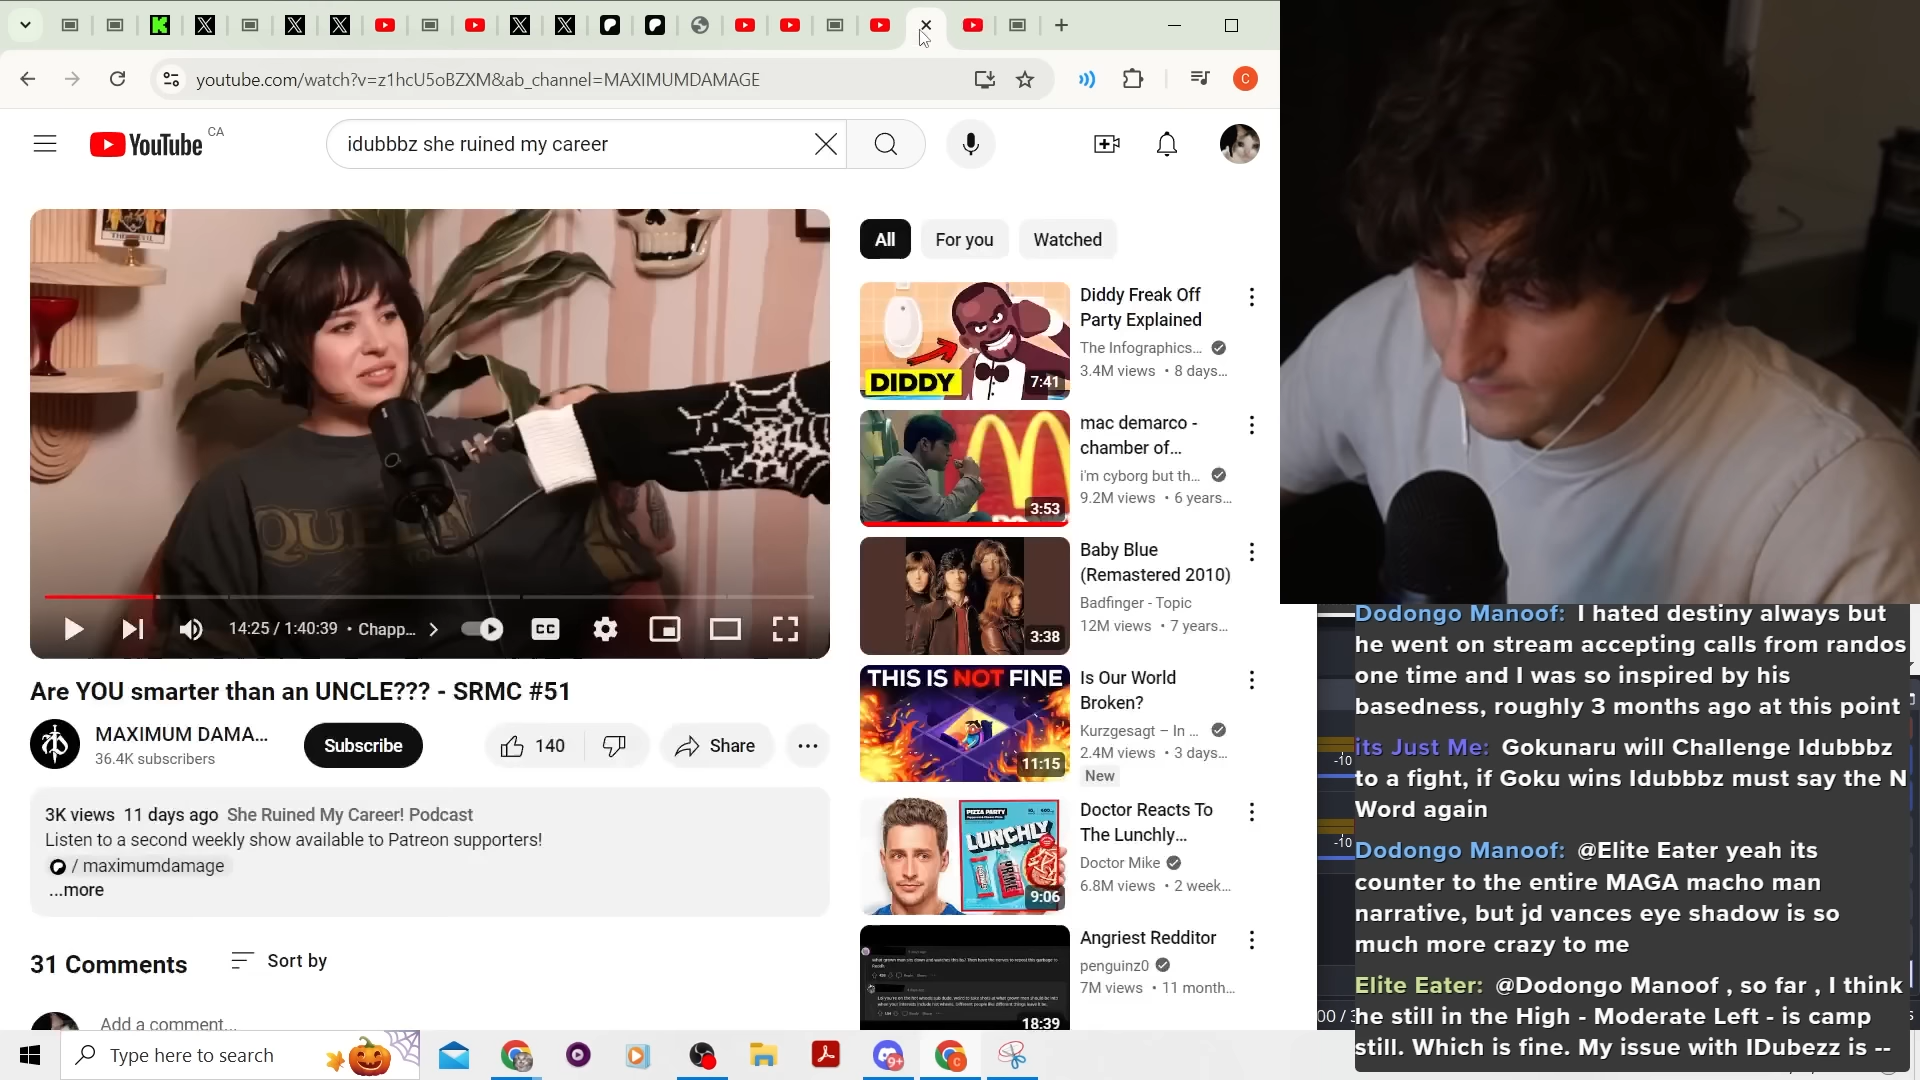 youtube.com/watch?v=z1hcU5oBZXM&ab_channel=MAXIMUMDAMAGE
C
YouTube CA
idubbbz she ruined my career
All
For you
Watched
14:25 / 1:40:39 • Chapp...
CC
Are YOU smarter than an UNCLE??? - SRMC #51
MAXIMUM DAMA...
36.4K subscribers
Subscribe
140
Share
3K views 11 days ago She Ruined My Career! Podcast
Listen to a second weekly show available to Patreon supporters!
/ maximumdamage
...more
31 Comments
Sort by
Add a comment...
DIDDY
7:41
Diddy Freak Off
Party Explained
The Infographics...
3.4M views • 8 days...
3:53
mac demarco -
chamber of...
i'm cyborg but th...
9.2M views • 6 years...
3:38
Baby Blue
(Remastered 2010)
Badfinger - Topic
12M views • 7 years...
THIS IS NOT FINE
11:15
Is Our World
Broken?
Kurzgesagt – In ...
2.4M views • 3 days...
New
PIZZA PARTY
LUNCHLY
9:06
Doctor Reacts To
The Lunchly...
Doctor Mike
6.8M views • 2 week...
18:39
Angriest Redditor
penguinz0
7M views • 11 month...
Dodongo Manoof: I hated destiny always but
he went on stream accepting calls from randos
one time and I was so inspired by his
basedness, roughly 3 months ago at this point
its Just Me: Gokunaru will Challenge Idubbbz
to a fight, if Goku wins Idubbbz must say the N
Word again
Dodongo Manoof: @Elite Eater yeah its
counter to the entire MAGA macho man
narrative, but jd vances eye shadow is so
much more crazy to me
Elite Eater: @Dodongo Manoof , so far , I think
he still in the High - Moderate Left - is camp
still. Which is fine. My issue with IDubezz is --
-10
-10
Type here to search
9+
C